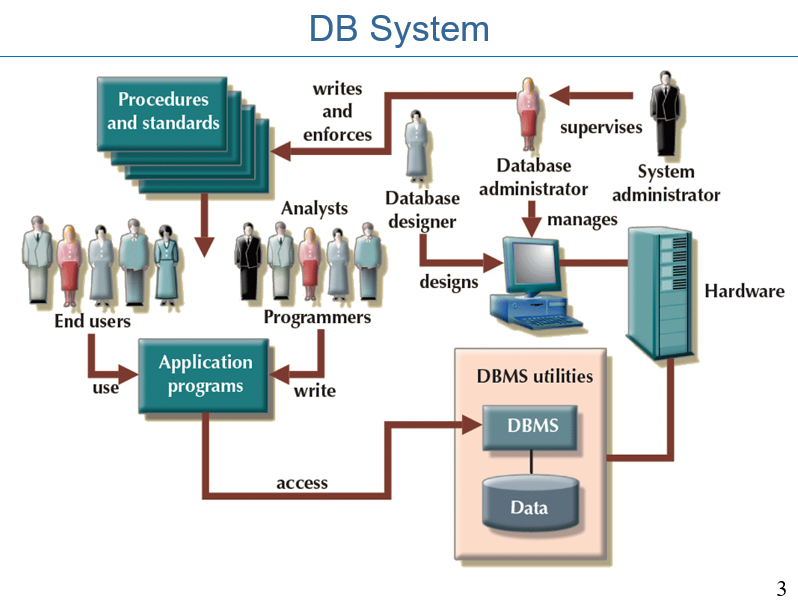 DB System
Procedures
and standards
writes
and
enforces
supervises
Database
administrator
System
administrator
Analysts
Database
designer
manages
designs
Hardware
End users
Programmers
Application
programs
use
write
DBMS utilities
DBMS
access
Data
3